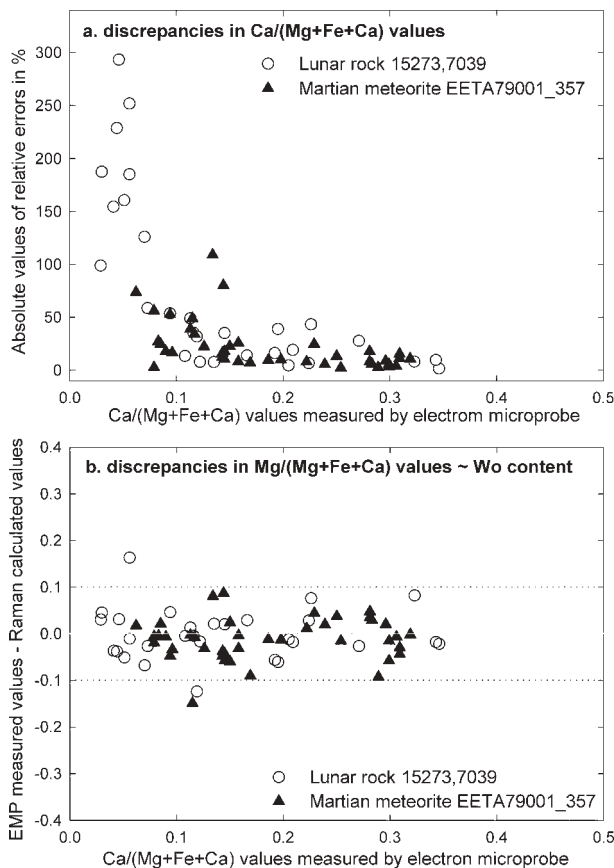 a. discrepancies in Ca/(Mg+Fe+Ca) values
Lunar rock 15273,7039
Martian meteorite EETA79001_357
Absolute values of relative errors in %
300
250
200
150
100
50
0
0.0 0.1 0.2 0.3 0.4 0.5
Ca/(Mg+Fe+Ca) values measured by electrom microprobe
b. discrepancies in Mg/(Mg+Fe+Ca) values ~ Wo content
EMP measured values - Raman calculated values
0.4
0.3
0.2
0.1
0.0
-0.1
-0.2
-0.3
-0.4
Lunar rock 15273,7039
Martian meteorite EETA79001_357
0.0 0.1 0.2 0.3 0.4 0.5
Ca/(Mg+Fe+Ca) values measured by electrom microprobe